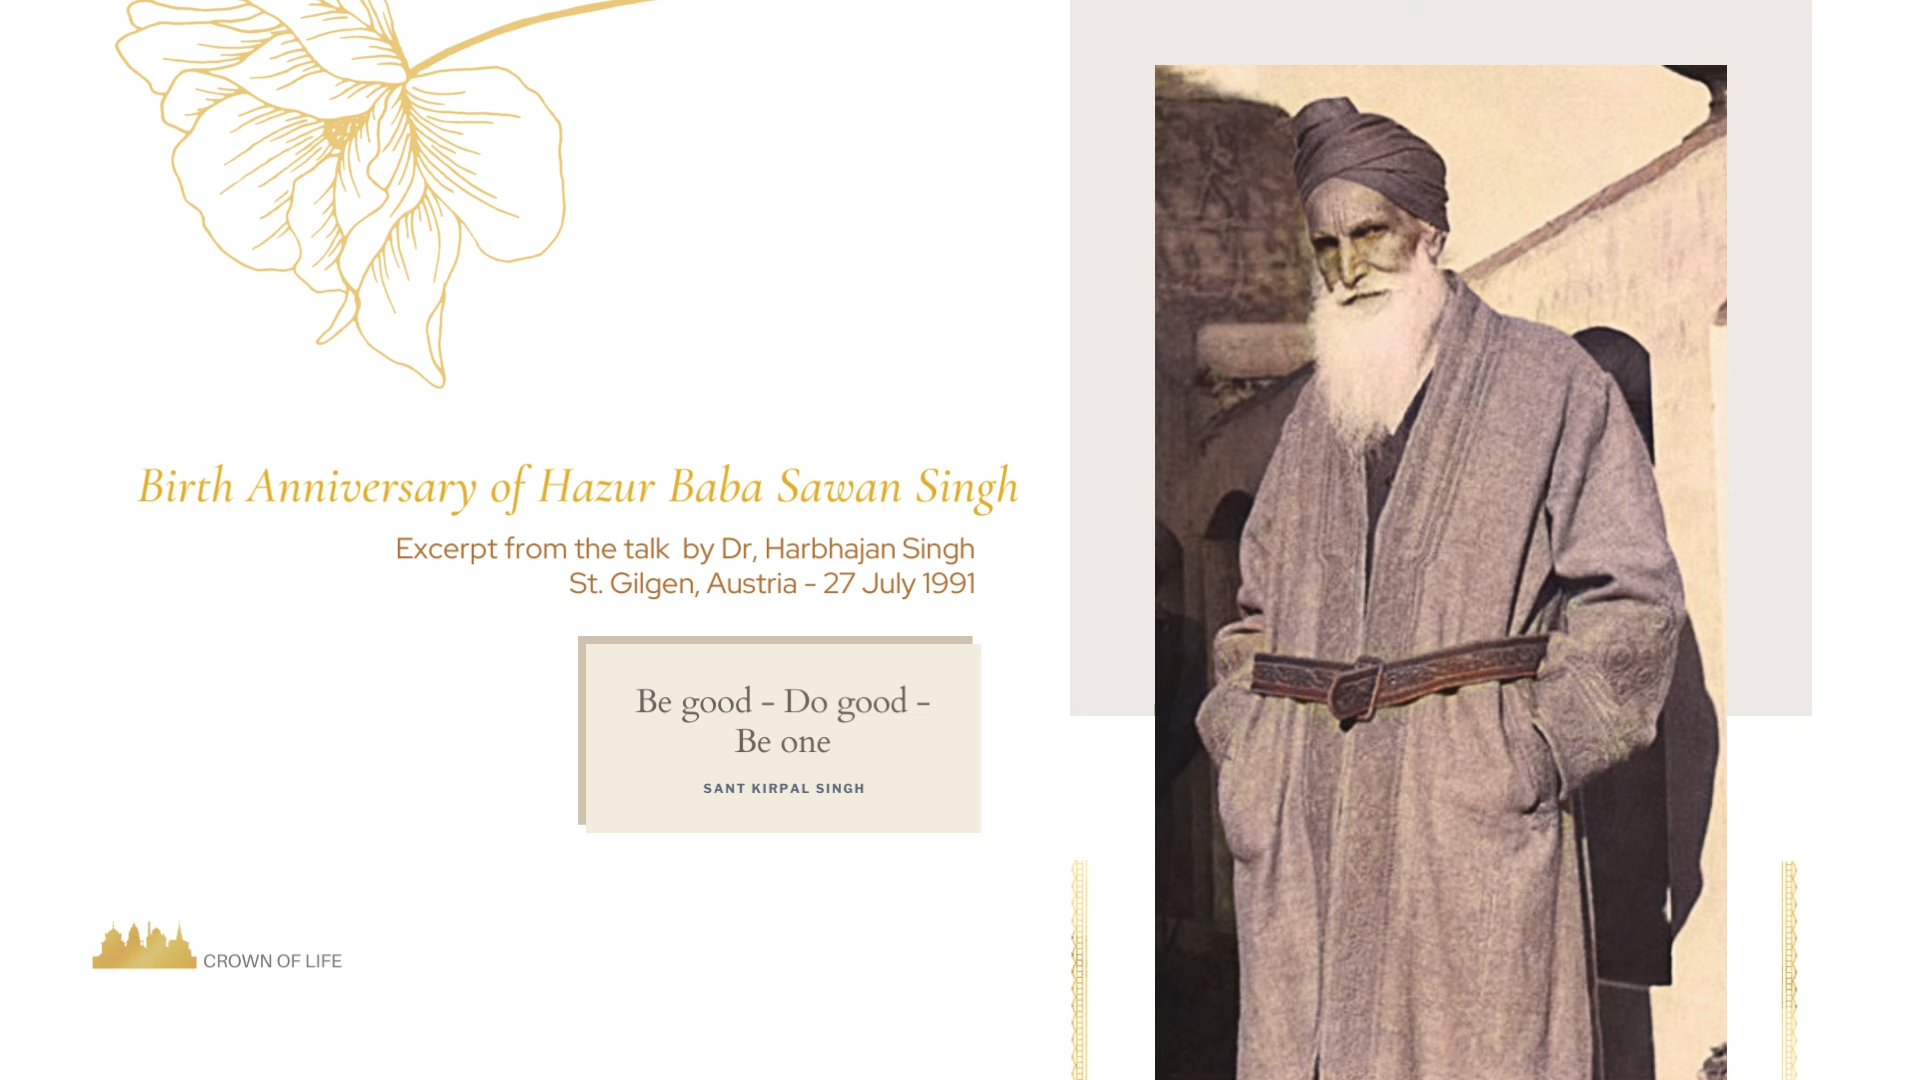 Birth Anniversary of Hazur Baba Sawan Singh
Excerpt from the talk by Dr, Harbhajan Singh
St. Gilgen, Austria - 27 July 1991
Be good - Do good -
Be one
SANT KIRPAL SINGH
CROWN OF LIFE